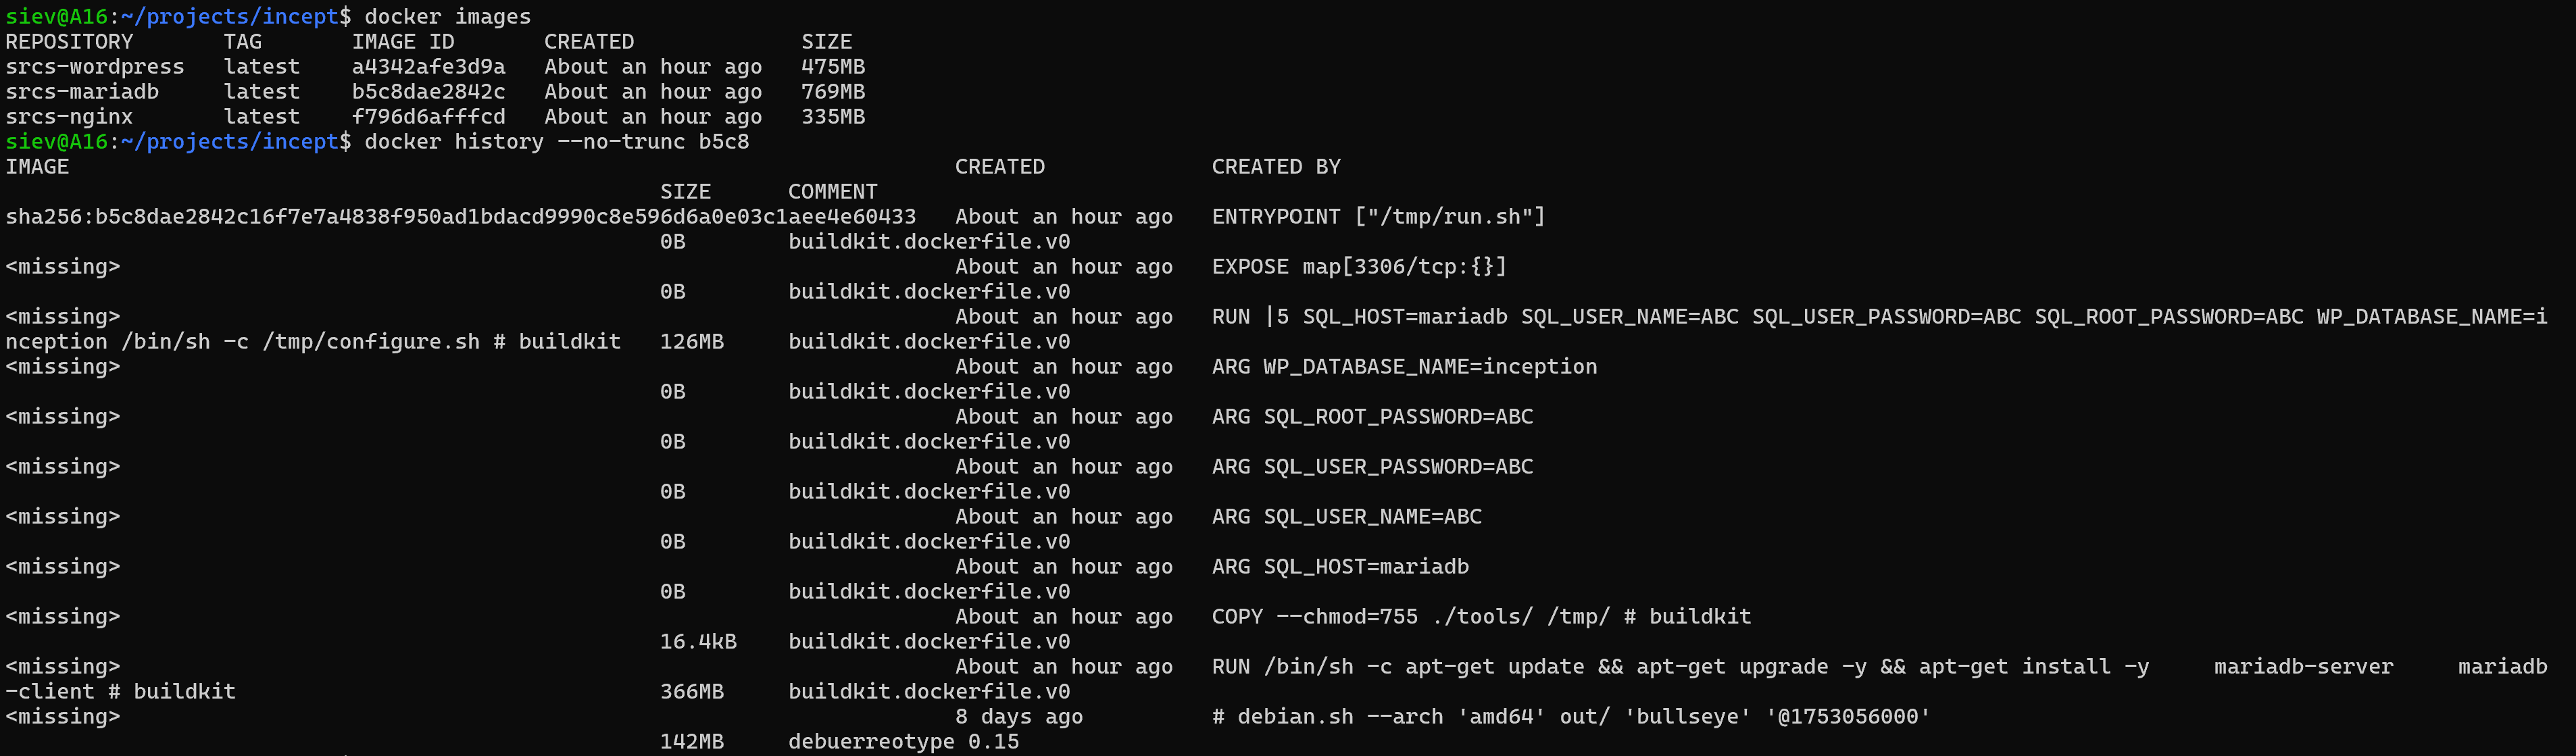 siev@A16:~/projects/incept$ docker images
REPOSITORY       TAG       IMAGE ID       CREATED             SIZE
srcs-wordpress   latest    a4342afe3d9a   About an hour ago   475MB
srcs-mariadb     latest    b5c8dae2842c   About an hour ago   769MB
srcs-nginx       latest    f796d6afffcd   About an hour ago   335MB
siev@A16:~/projects/incept$ docker history --no-trunc b5c8
IMAGE                                                                     CREATED             CREATED BY
                                                   SIZE      COMMENT
sha256:b5c8dae2842c16f7e7a4838f950ad1bdacd9990c8e596d6a0e03c1aee4e60433   About an hour ago   ENTRYPOINT ["/tmp/run.sh"]
                                                   0B        buildkit.dockerfile.v0
<missing>                                                                 About an hour ago   EXPOSE map[3306/tcp:{}]
                                                   0B        buildkit.dockerfile.v0
<missing>                                                                 About an hour ago   RUN |5 SQL_HOST=mariadb SQL_USER_NAME=ABC SQL_USER_PASSWORD=ABC SQL_ROOT_PASSWORD=ABC WP_DATABASE_NAME=i
nception /bin/sh -c /tmp/configure.sh # buildkit   126MB     buildkit.dockerfile.v0
<missing>                                                                 About an hour ago   ARG WP_DATABASE_NAME=inception
                                                   0B        buildkit.dockerfile.v0
<missing>                                                                 About an hour ago   ARG SQL_ROOT_PASSWORD=ABC
                                                   0B        buildkit.dockerfile.v0
<missing>                                                                 About an hour ago   ARG SQL_USER_PASSWORD=ABC
                                                   0B        buildkit.dockerfile.v0
<missing>                                                                 About an hour ago   ARG SQL_USER_NAME=ABC
                                                   0B        buildkit.dockerfile.v0
<missing>                                                                 About an hour ago   ARG SQL_HOST=mariadb
                                                   0B        buildkit.dockerfile.v0
<missing>                                                                 About an hour ago   COPY --chmod=755 ./tools/ /tmp/ # buildkit
                                                   16.4kB    buildkit.dockerfile.v0
<missing>                                                                 About an hour ago   RUN /bin/sh -c apt-get update && apt-get upgrade -y && apt-get install -y     mariadb-server     mariadb
-client # buildkit                                 366MB     buildkit.dockerfile.v0
<missing>                                                                 8 days ago          # debian.sh --arch 'amd64' out/ 'bullseye' '@1753056000'
                                                   142MB     debuerreotype 0.15